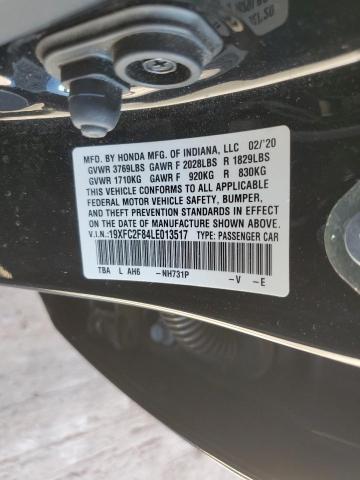 MFD. BY HONDA MFG. OF INDIANA, LLC 02/'20
GVWR 3769LBS GAWR F 2028LBS R 1829LBS
GVWR 1710KG GAWR F 920KG R 830KG
THIS VEHICLE CONFORMS TO ALL APPLICABLE
FEDERAL MOTOR VEHICLE SAFETY, BUMPER,
AND THEFT PREVENTION STANDARDS IN EFFECT
ON THE DATE OF MANUFACTURE SHOWN ABOVE.
V.I.N.:19XFC2F84LE013517 TYPE: PASSENGER CAR
TBA L AH6 -NH731P -V -E